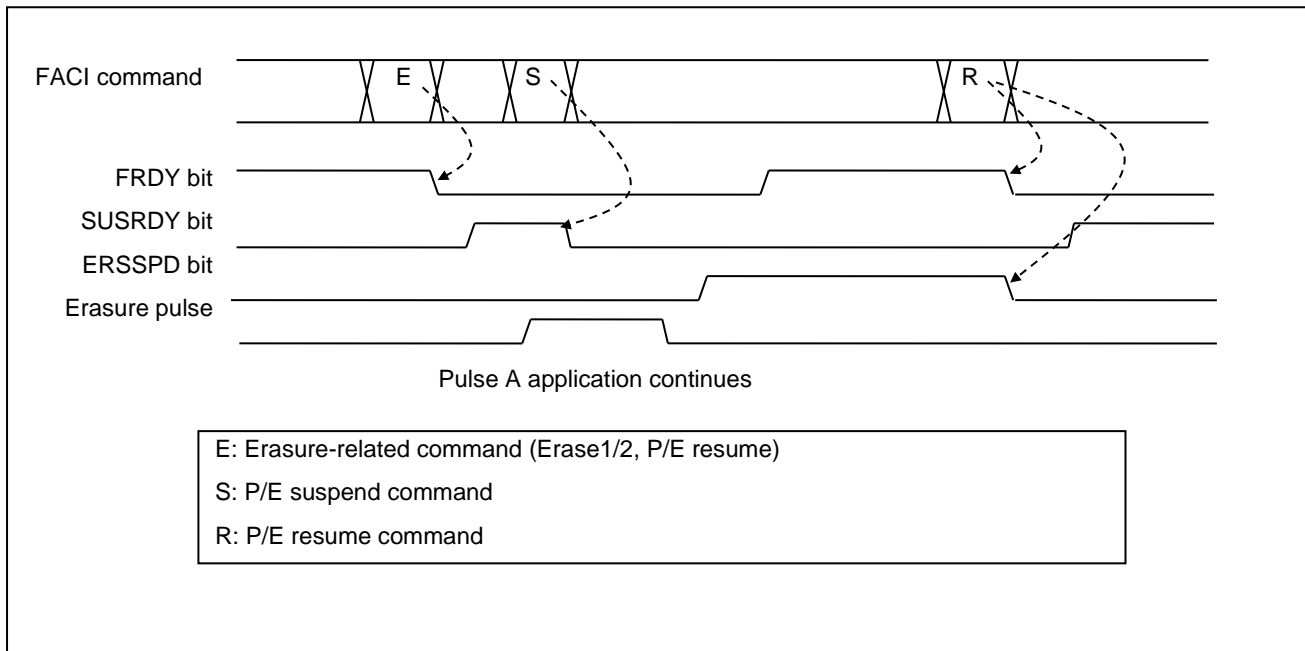 FACI command
E
S
R
FRDY bit
SUSRDY bit
ERSSPD bit
Erasure pulse
Pulse A application continues
E: Erasure-related command (Erase1/2, P/E resume)
S: P/E suspend command
R: P/E resume command